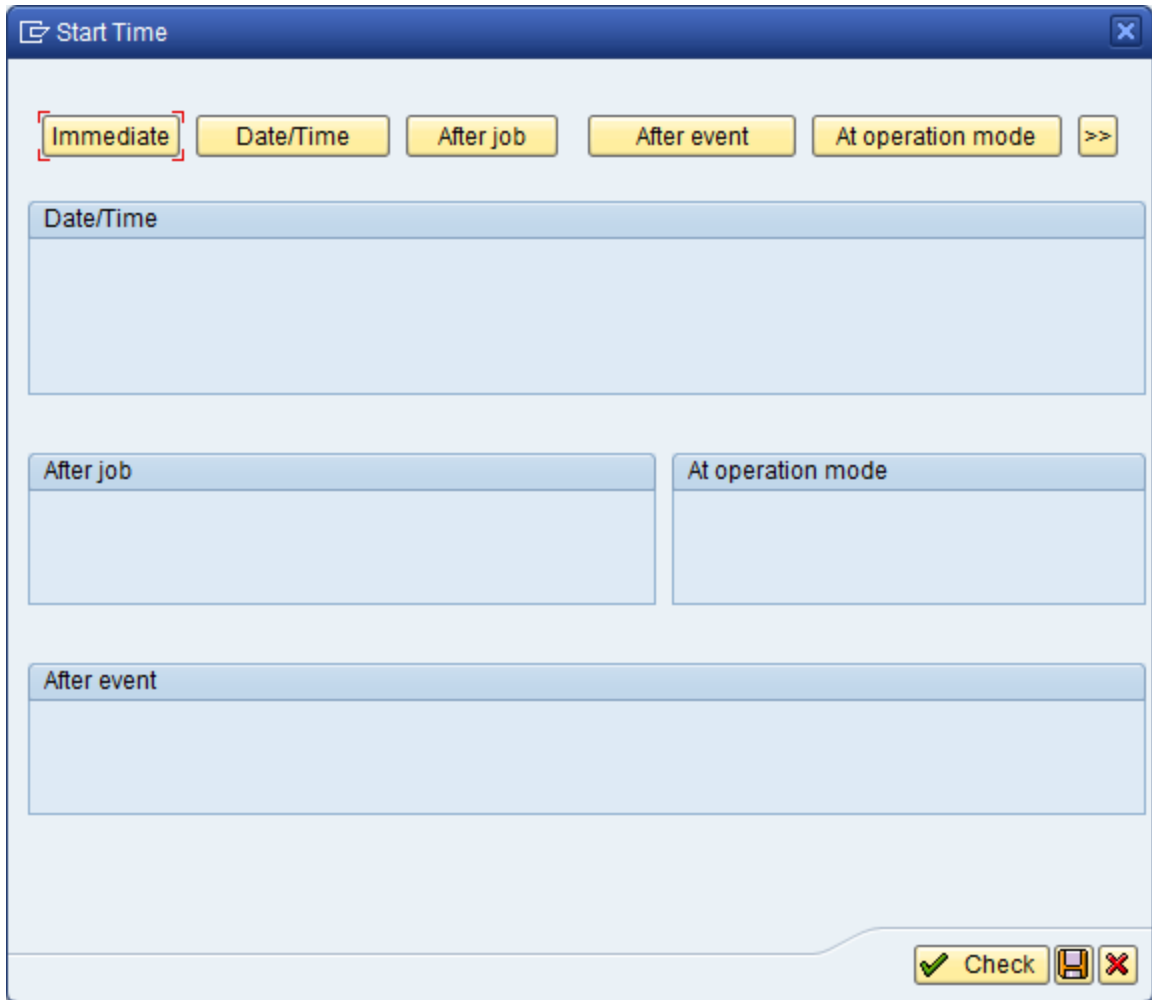 Start Time
Immediate Date/Time After job After event At operation mode >>
Date/Time
After job At operation mode
After event
Check